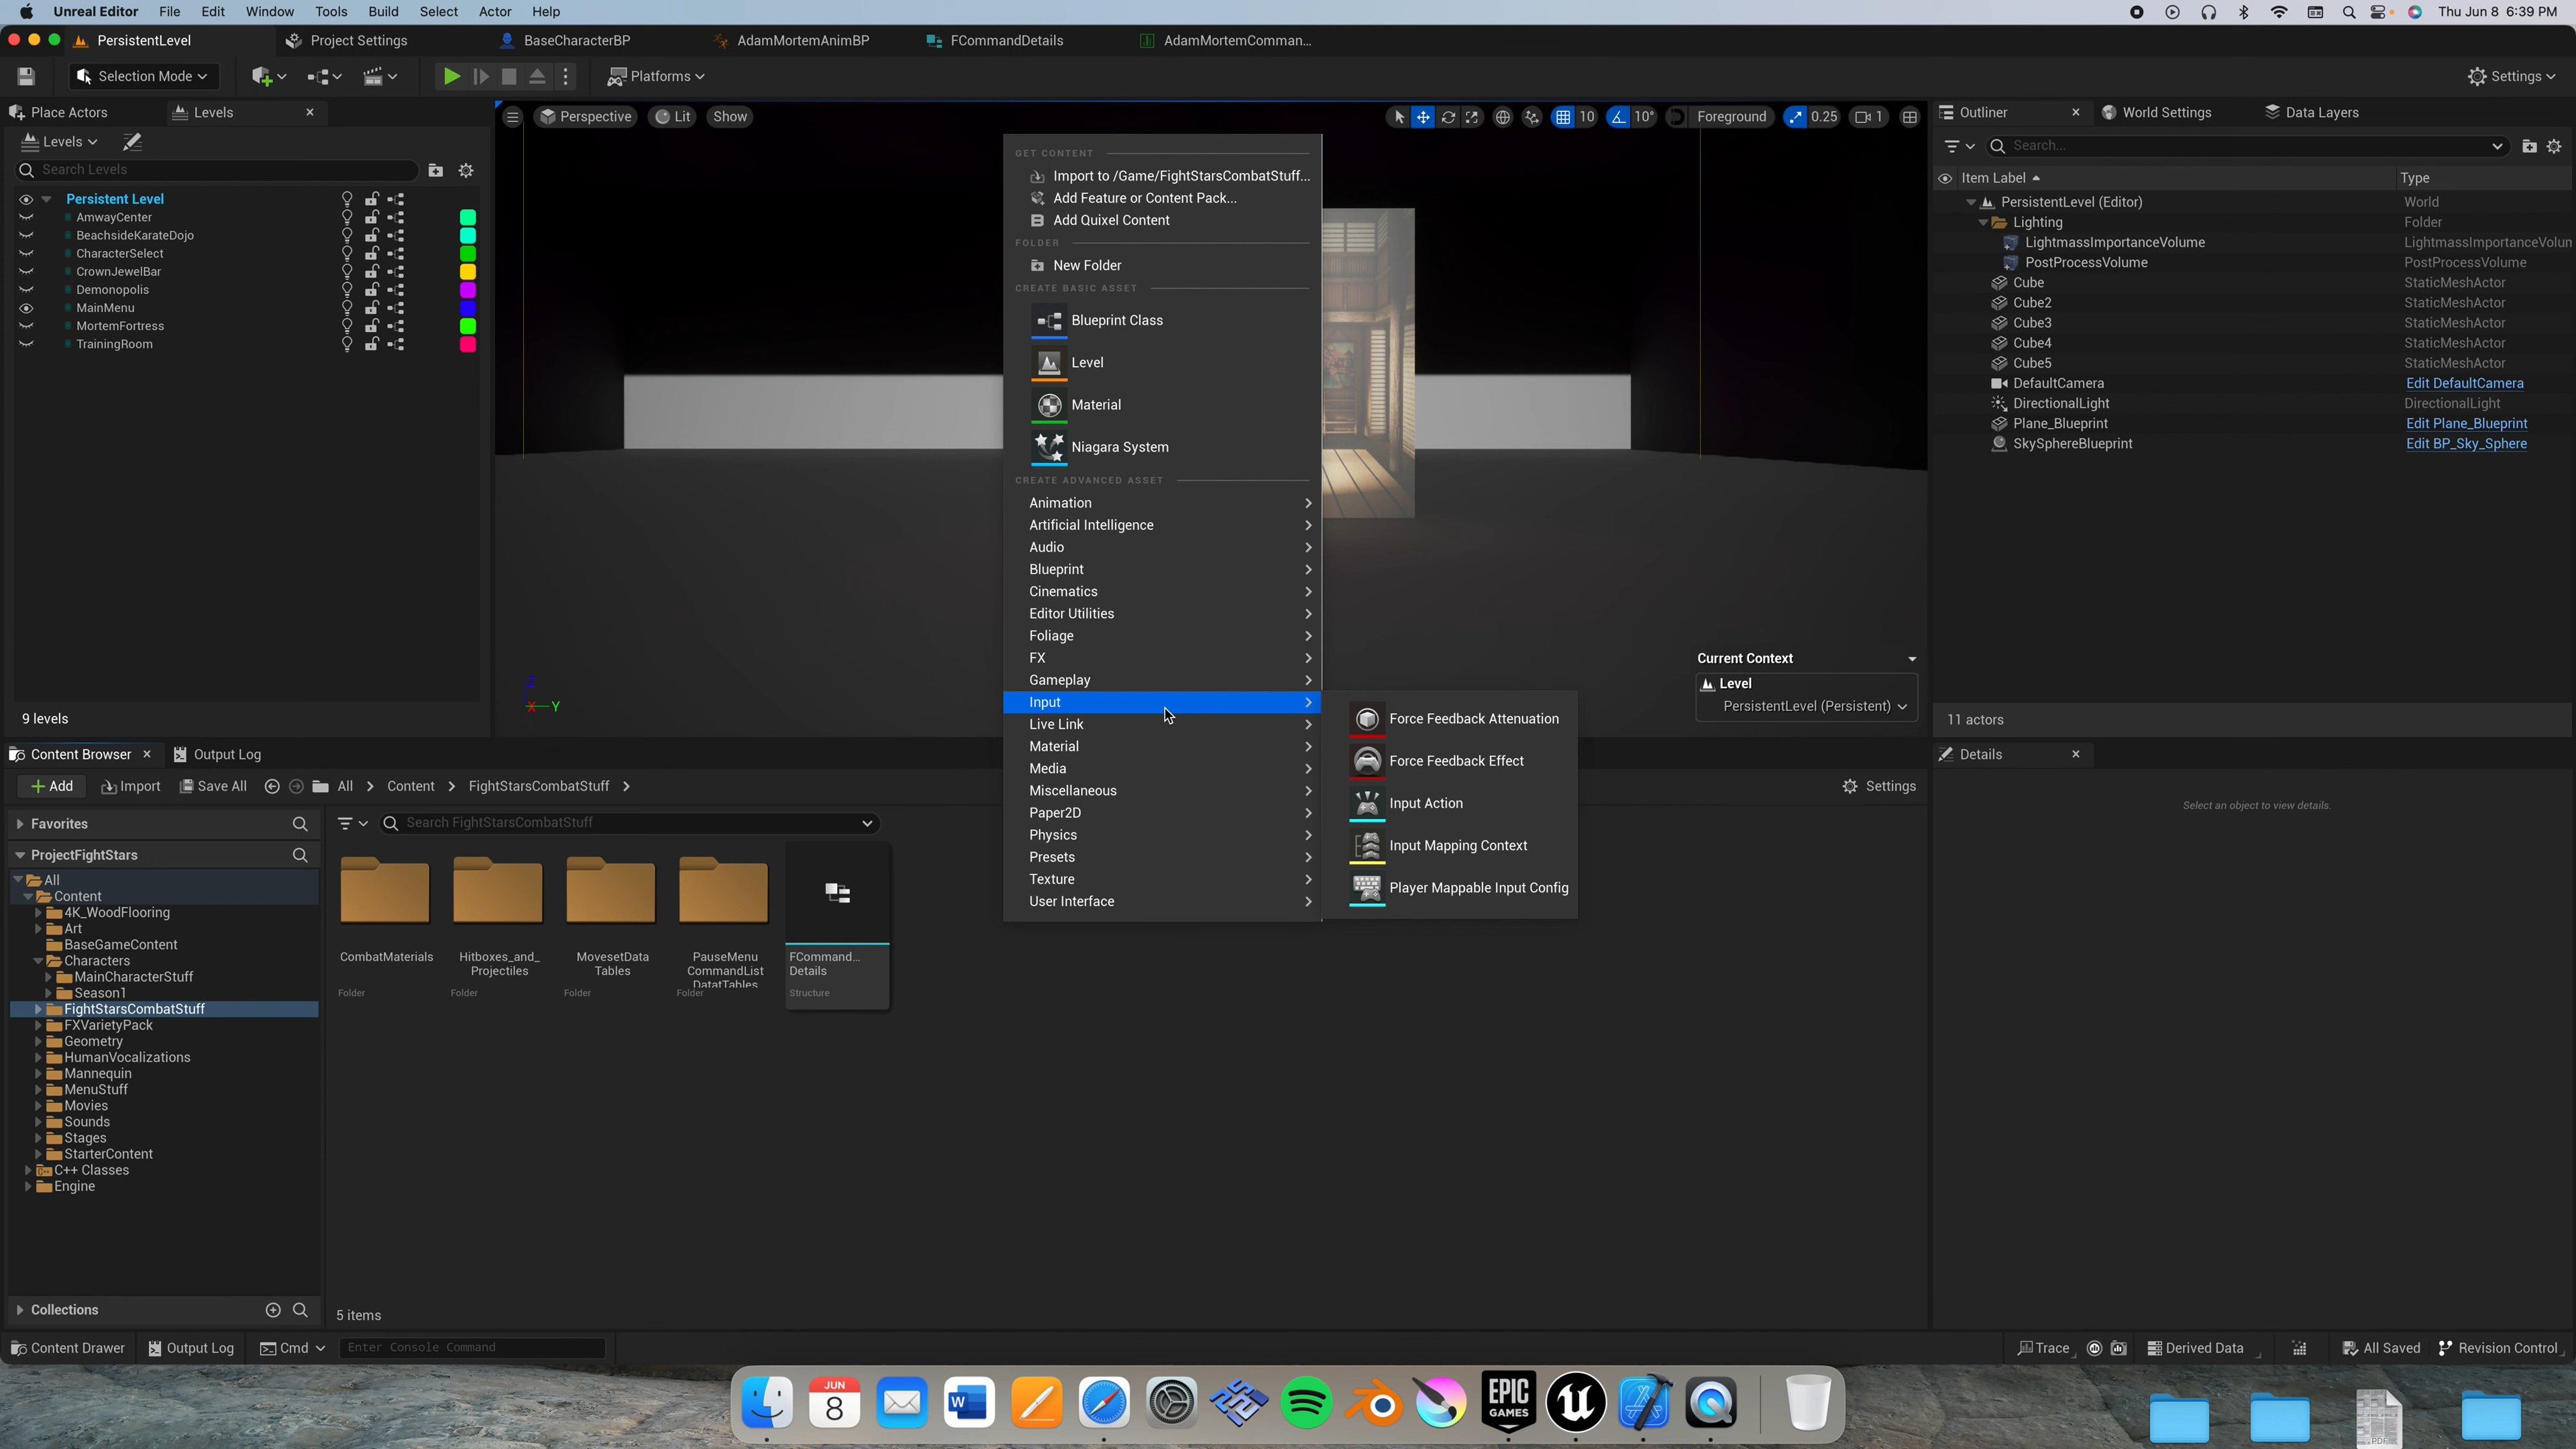 Unreal Editor File Edit Window Tools Build Select Actor Help Thu Jun 8 6:39 PM
PersistentLevel Project Settings BaseCharacterBP AdamMortemAnimBP FCommandDetails AdamMortemComman...
Selection Mode Platforms Settings
Place Actors Levels
Levels
Search Levels
Persistent Level
AmwayCenter
BeachsideKarateDojo
CharacterSelect
CrownJewelBar
Demonopolis
MainMenu
MortemFortress
TrainingRoom
9 levels
Perspective Lit Show 10 10° Foreground 0.25 1
X Y Z
Current Context
Level
PersistentLevel (Persistent)
GET CONTENT
Import to /Game/FightStarsCombatStuff...
Add Feature or Content Pack...
Add Quixel Content
FOLDER
New Folder
CREATE BASIC ASSET
Blueprint Class
Level
Material
Niagara System
CREATE ADVANCED ASSET
Animation
Artificial Intelligence
Audio
Blueprint
Cinematics
Editor Utilities
Foliage
FX
Gameplay
Input
Live Link
Material
Media
Miscellaneous
Paper2D
Physics
Presets
Texture
User Interface
Force Feedback Attenuation
Force Feedback Effect
Input Action
Input Mapping Context
Player Mappable Input Config
Outliner World Settings Data Layers
Search...
Item Label Type
PersistentLevel (Editor) World
Lighting Folder
LightmassImportanceVolume LightmassImportanceVolun
PostProcessVolume PostProcessVolume
Cube StaticMeshActor
Cube2 StaticMeshActor
Cube3 StaticMeshActor
Cube4 StaticMeshActor
Cube5 StaticMeshActor
DefaultCamera Edit DefaultCamera
DirectionalLight DirectionalLight
Plane_Blueprint Edit Plane_Blueprint
SkySphereBlueprint Edit BP_Sky_Sphere
11 actors
Details
Select an object to view details.
Content Browser Output Log
Add Import Save All All Content FightStarsCombatStuff Settings
Favorites
ProjectFightStars
All
Content
4K_WoodFlooring
Art
BaseGameContent
Characters
MainCharacterStuff
Season1
FightStarsCombatStuff
FXVarietyPack
Geometry
HumanVocalizations
Mannequin
MenuStuff
Movies
Sounds
Stages
StarterContent
C++ Classes
Engine
Collections
Search FightStarsCombatStuff
CombatMaterials
Folder
Hitboxes_and_
Projectiles
Folder
MovesetData
Tables
Folder
PauseMenu
CommandList
DatatTables
Folder
FCommand...
Details
Structure
5 items
Content Drawer Output Log Cmd Enter Console Command Trace Derived Data All Saved Revision Control
JUN
8
W
EPIC
GAMES
PDF